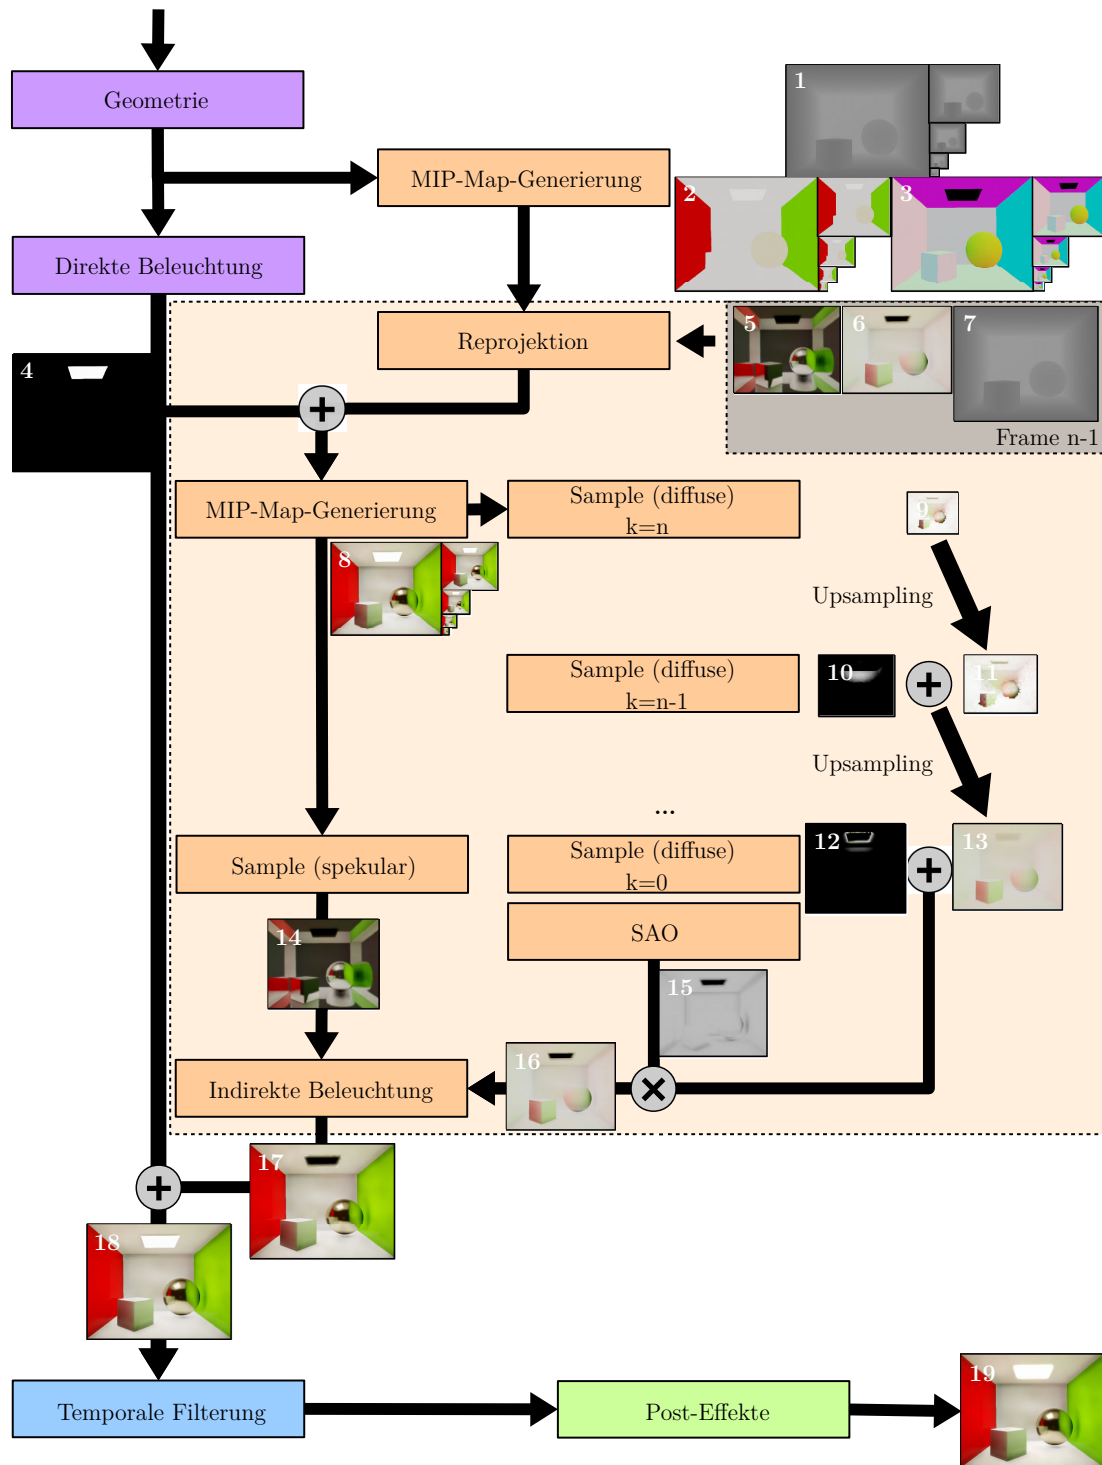 Geometrie
1
MIP-Map-Generierung
2
3
Direkte Beleuchtung
Reprojektion
5
6
7
4
Frame n-1
MIP-Map-Generierung
Sample (diffuse)
k=n
9
8
Upsampling
Sample (diffuse)
k=n-1
10
11
Upsampling
...
Sample (spekular)
Sample (diffuse)
k=0
12
13
14
SAO
15
16
Indirekte Beleuchtung
17
18
19
Temporale Filterung
Post-Effekte